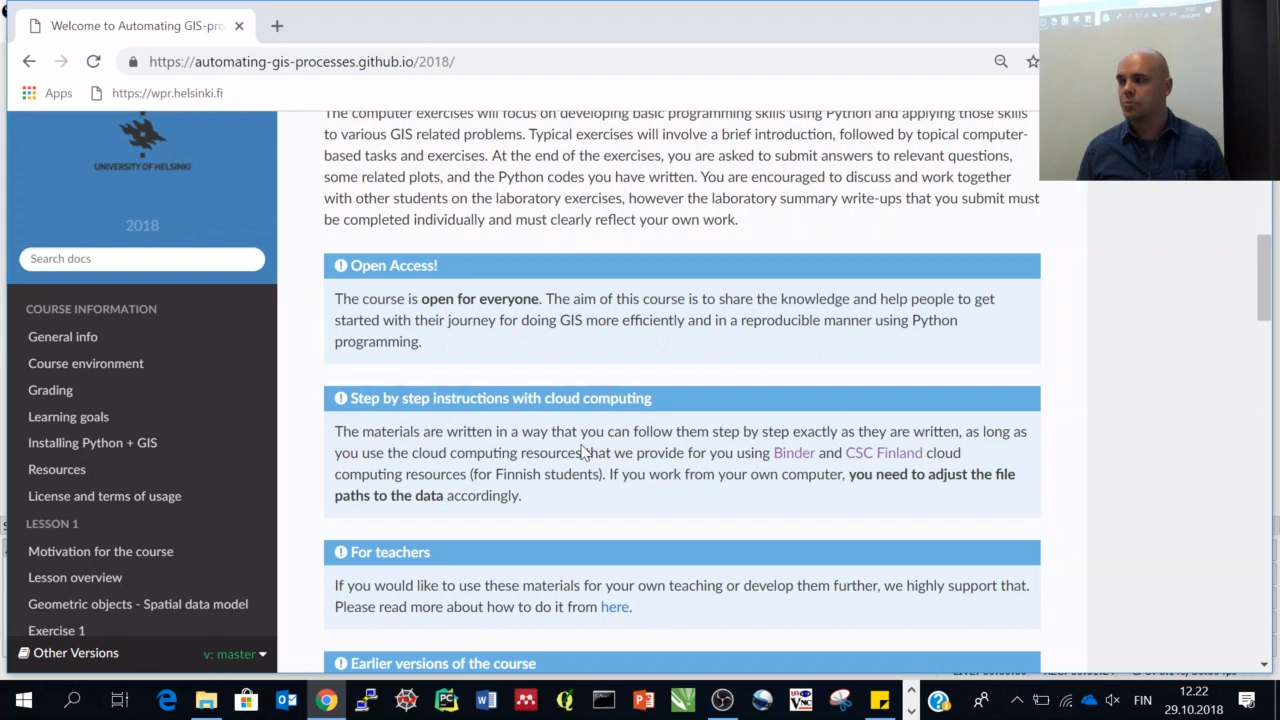 Welcome to Automating GIS-pro
https://automating-gis-processes.github.io/2018/
Apps
https://wpr.helsinki.fi
UNIVERSITY OF HELSINKI
2018
Search docs
COURSE INFORMATION
General info
Course environment
Grading
Learning goals
Installing Python + GIS
Resources
License and terms of usage
LESSON 1
Motivation for the course
Lesson overview
Geometric objects - Spatial data model
Exercise 1
Other Versions
v: master
The computer exercises will focus on developing basic programming skills using Python and applying those skills
to various GIS related problems. Typical exercises will involve a brief introduction, followed by topical computer-
based tasks and exercises. At the end of the exercises, you are asked to submit answers to relevant questions,
some related plots, and the Python codes you have written. You are encouraged to discuss and work together
with other students on the laboratory exercises, however the laboratory summary write-ups that you submit must
be completed individually and must clearly reflect your own work.
Open Access!
The course is open for everyone. The aim of this course is to share the knowledge and help people to get
started with their journey for doing GIS more efficiently and in a reproducible manner using Python
programming.
Step by step instructions with cloud computing
The materials are written in a way that you can follow them step by step exactly as they are written, as long as
you use the cloud computing resources that we provide for you using Binder and CSC Finland cloud
computing resources (for Finnish students). If you work from your own computer, you need to adjust the file
paths to the data accordingly.
For teachers
If you would like to use these materials for your own teaching or develop them further, we highly support that.
Please read more about how to do it from here.
Earlier versions of the course
FIN
12.22
29.10.2018